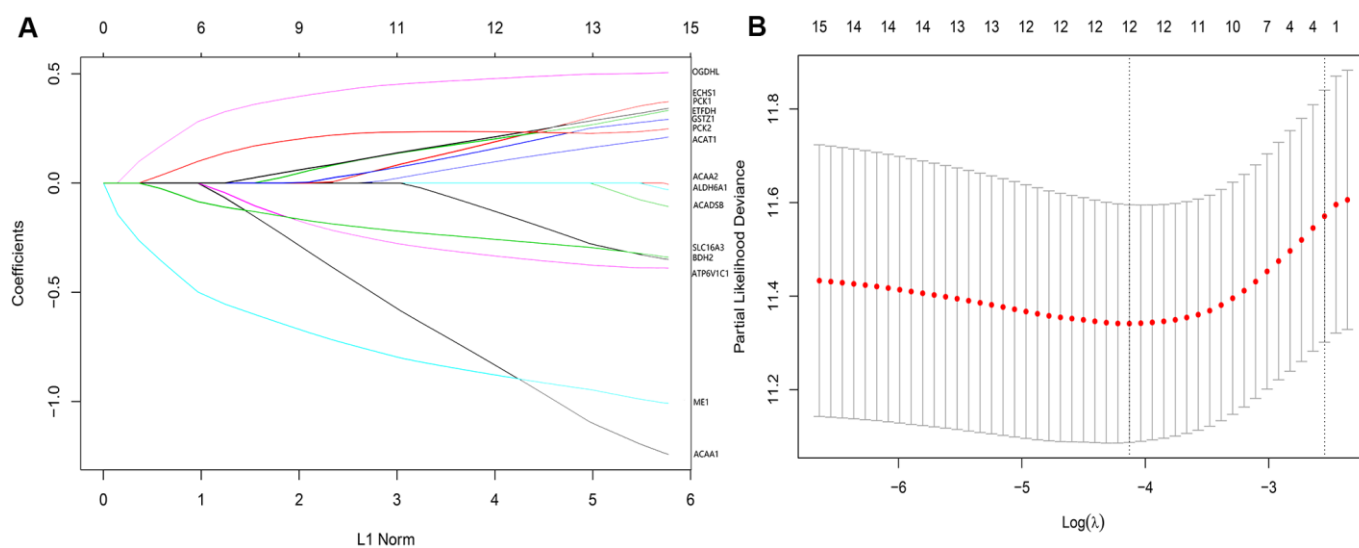 A
0 6 9 11 12 13 15
0.5
0.0
−0.5
−1.0
Coefficients
OGDHL
ECHS1
PCK1
ETFDH
GSTZ1
PCK2
ACAT1
ACAA2
ALDH6A1
ACADSB
SLC16A3
BDH2
ATP6V1C1
ME1
ACAA1
0 1 2 3 4 5 6
L1 Norm
B
15 14 14 14 13 13 12 12 12 12 12 10 7 4 4 1
11.8
11.6
11.4
11.2
Partial Likelihood Deviance
−6 −5 −4 −3
Log(λ)